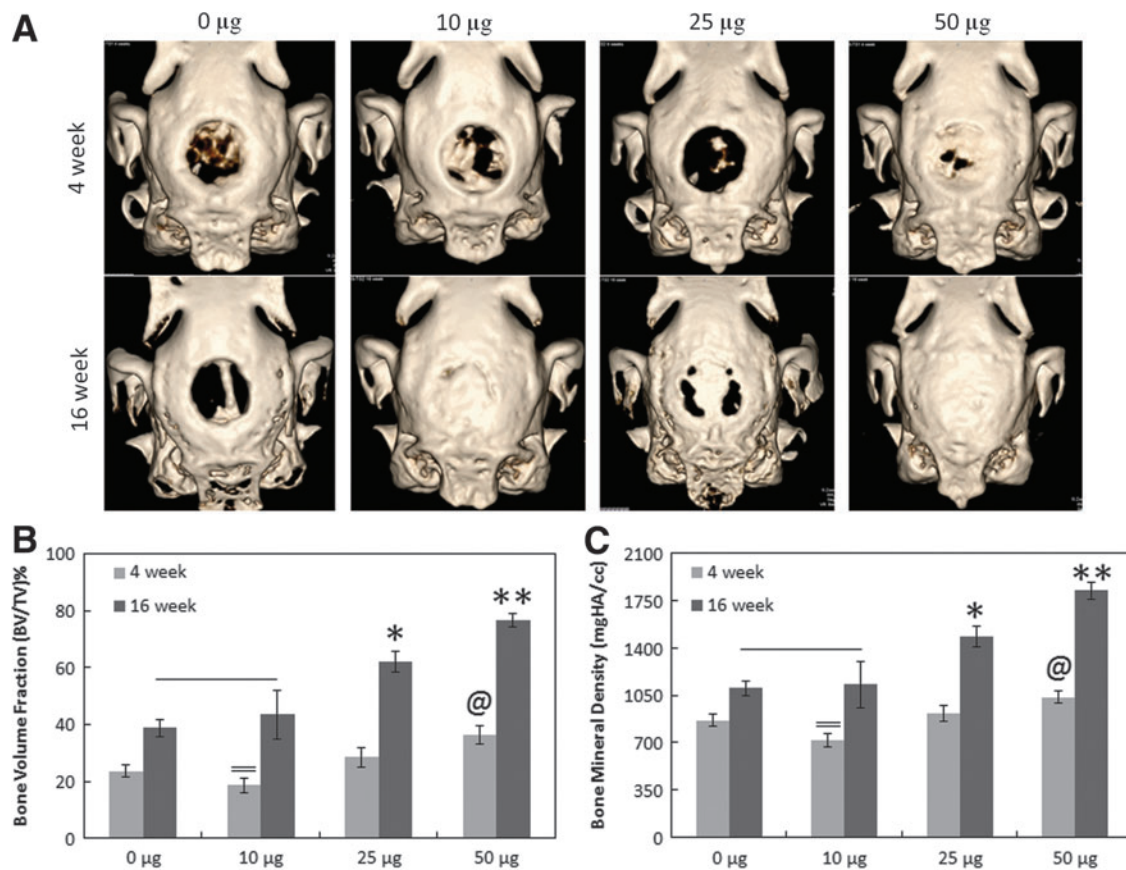 A
0 µg 10 µg 25 µg 50 µg
4 week
16 week
B
Bone Volume Fraction (BV/TV)%
100
80
60
40
20
0
4 week
16 week
=
@
*
**
0 µg 10 µg 25 µg 50 µg
C
Bone Mineral Density (mgHA/cc)
2100
1750
1400
1050
700
350
0
4 week
16 week
=
@
*
**
0 µg 10 µg 25 µg 50 µg